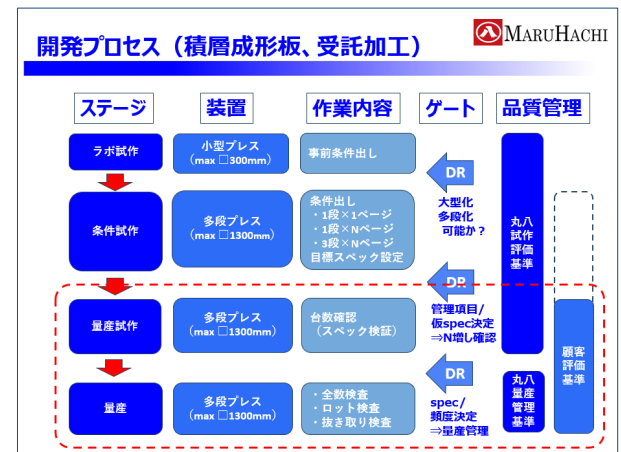 開発プロセス（積層成形板、受託加工）
MARUHACHI
ステージ
装置
作業内容
ゲート
品質管理
ラボ試作
小型プレス
（max □300mm）
事前条件出し
DR
大型化
多段化
可能か？
条件試作
多段プレス
（max □1300mm）
条件出し
・1段×1ページ
・1段×Nページ
・3段×Nページ
目標スペック設定
丸八
試作
評価
基準
DR
管理項目/
仮spec決定
⇒N増し確認
量産試作
多段プレス
（max □1300mm）
台数確認
（スペック検証）
顧客
評価
基準
DR
spec/
頻度決定
⇒量産管理
量産
多段プレス
（max □1300mm）
・全数検査
・ロット検査
・抜き取り検査
丸八
量産
管理
基準